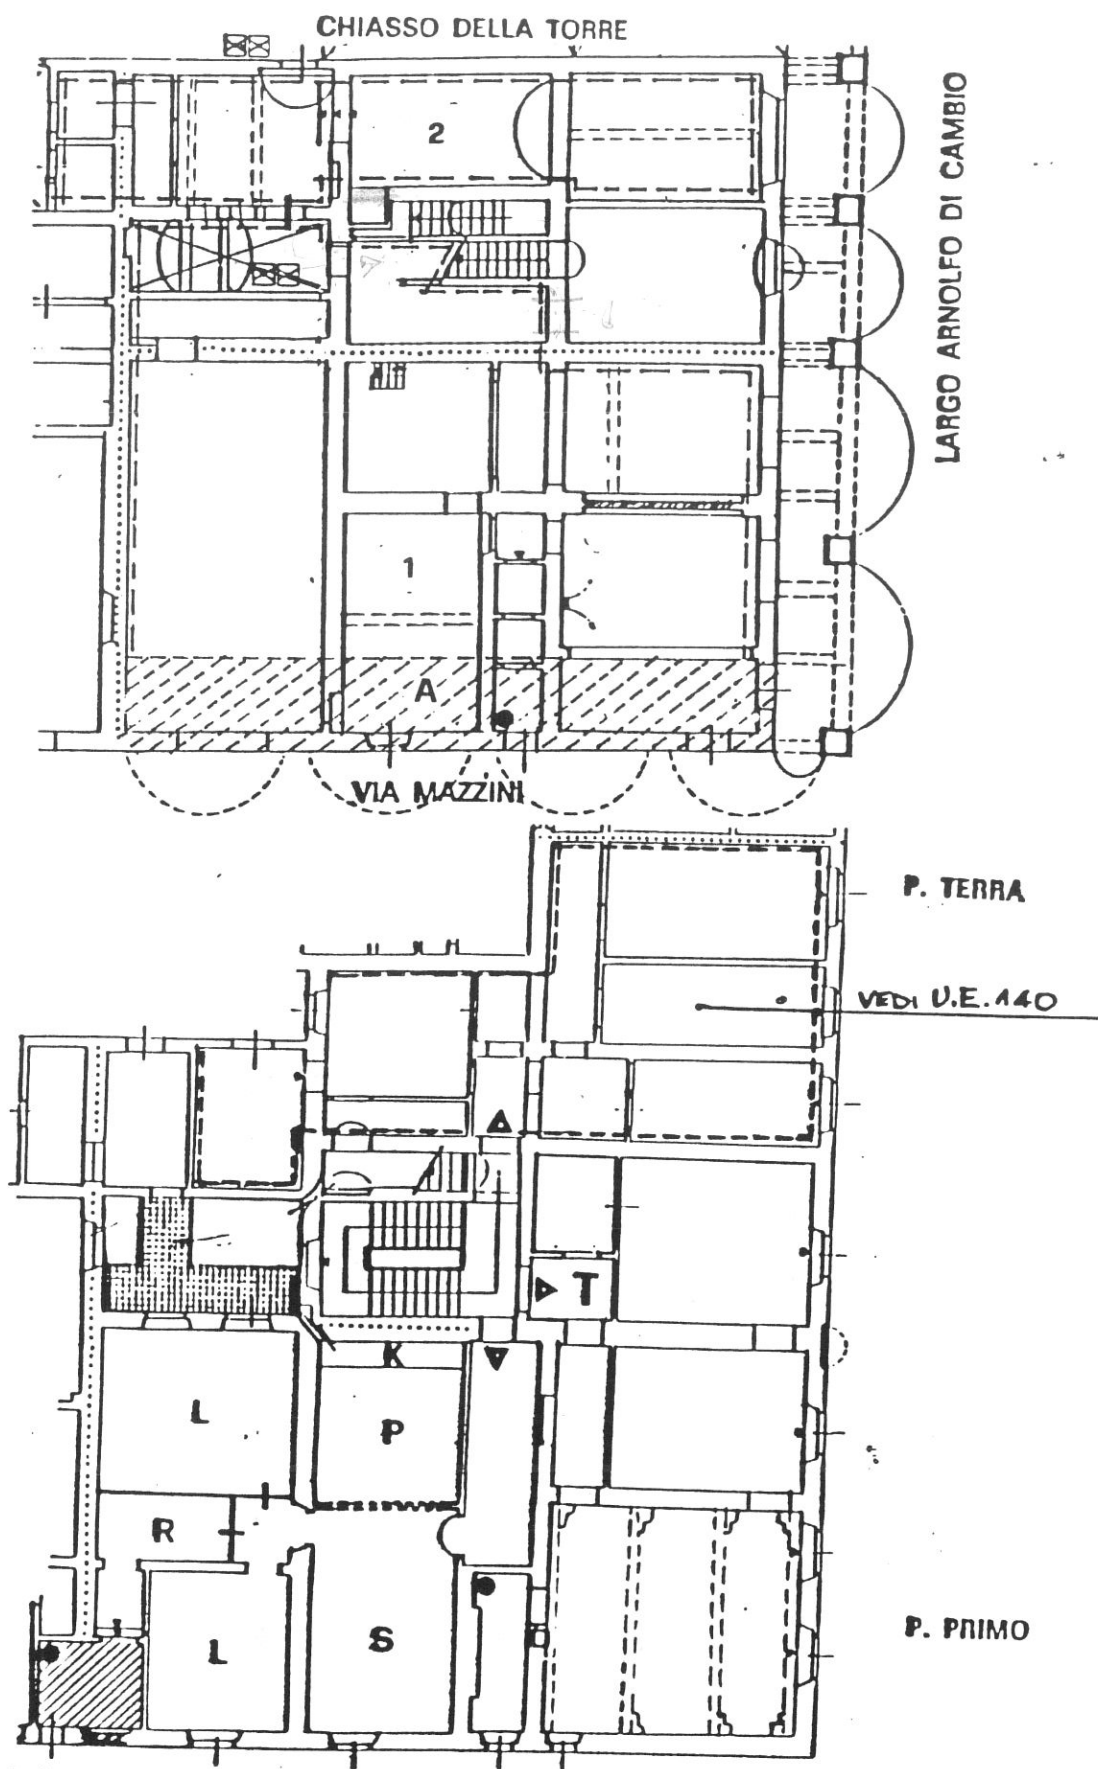 CHIASSO DELLA TORRE
LARGO ARNOLFO DI CAMBIO
2
1
A
VIA MAZZINI
P. TERRA
VEDI U.E. 140
T
K
L
P
R
L
S
P. PRIMO